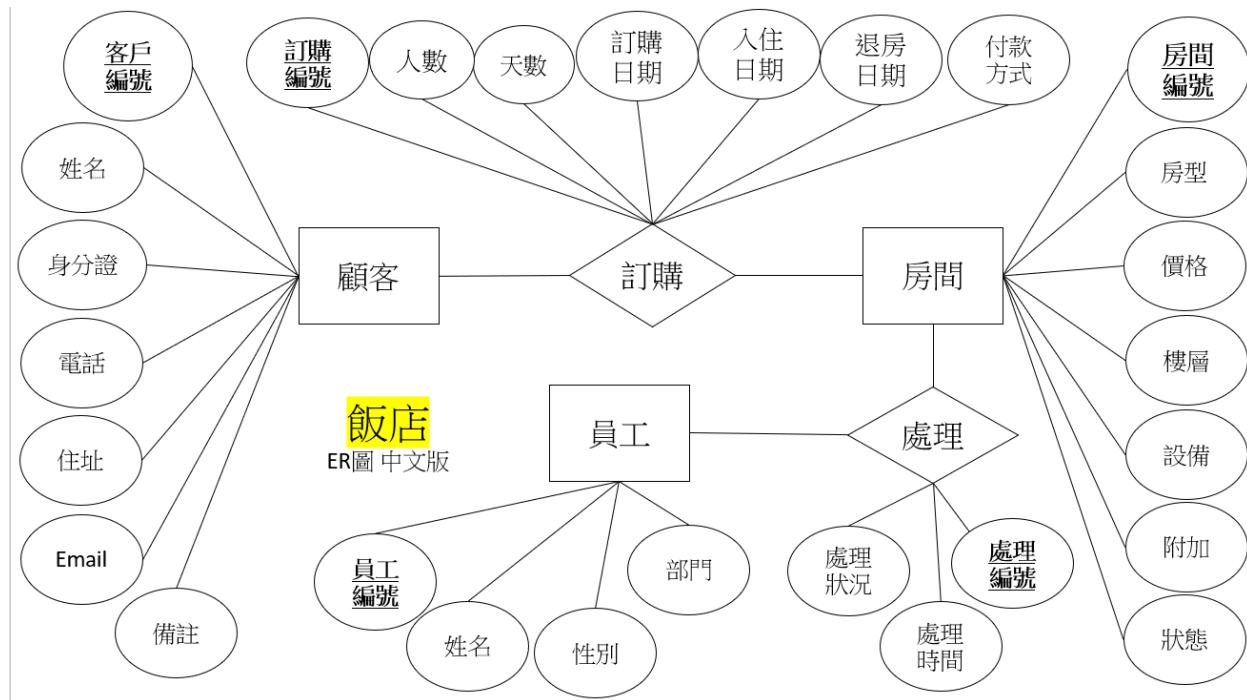 客戶
編號
訂購
編號
人數
天數
訂購
日期
入住
日期
退房
日期
付款
方式
房間
編號
姓名
房型
身分證
顧客
訂購
房間
價格
電話
樓層
飯店
ER圖 中文版
員工
處理
住址
設備
Email
員工
編號
部門
處理
狀況
處理
編號
附加
備註
姓名
性別
處理
時間
狀態